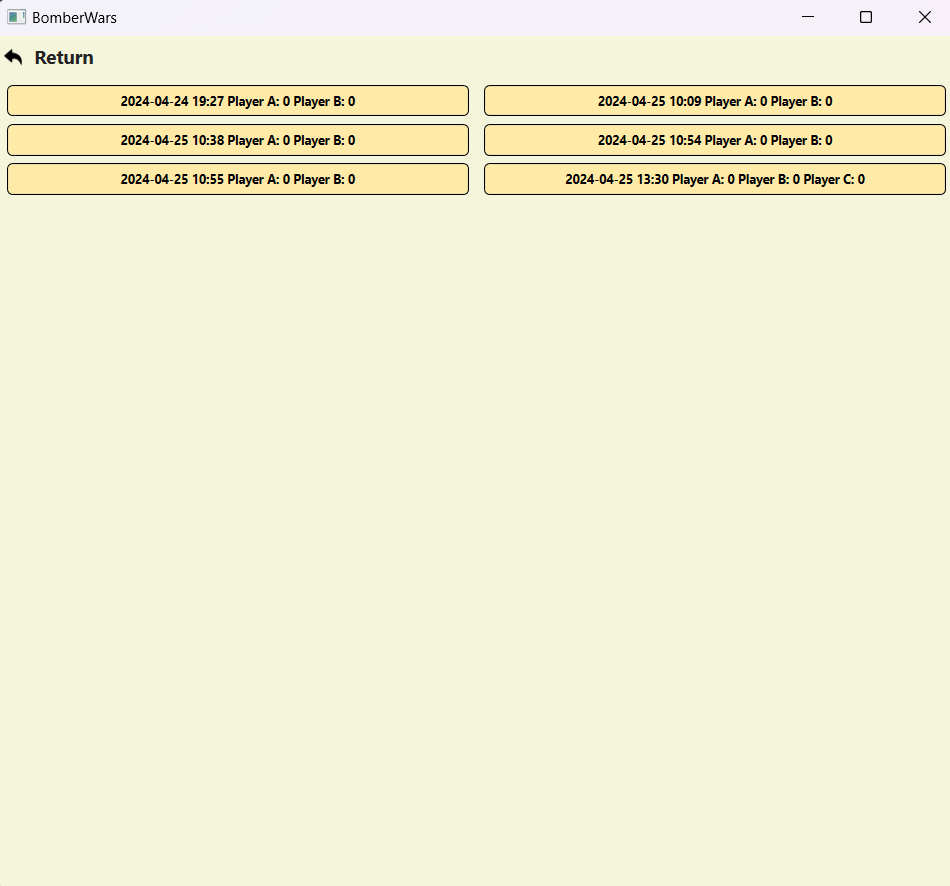 BomberWars
Return
2024-04-24 19:27 Player A: 0 Player B: 0
2024-04-25 10:09 Player A: 0 Player B: 0
2024-04-25 10:38 Player A: 0 Player B: 0
2024-04-25 10:54 Player A: 0 Player B: 0
2024-04-25 10:55 Player A: 0 Player B: 0
2024-04-25 13:30 Player A: 0 Player B: 0 Player C: 0